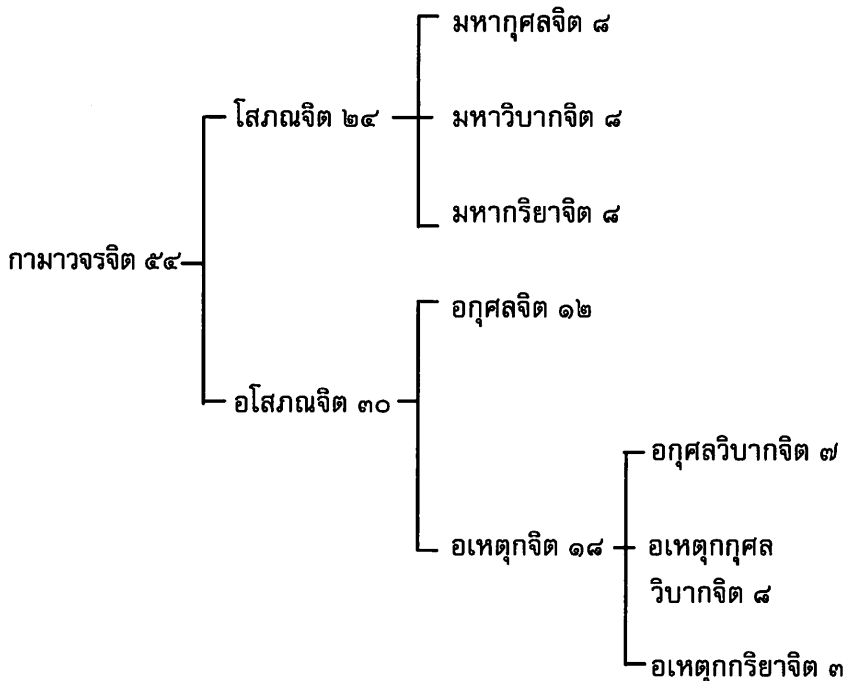 มหากุศลจิต ๘
โสภณจิต ๒๔
มหาวิบากจิต ๘
มหากริยาจิต ๘
กามาวจรจิต ๕๔
อกุศลจิต ๑๒
อโสภณจิต ๓๐
อกุศลวิบากจิต ๗
อเหตุกจิต ๑๘
อเหตุกกุศล
วิบากจิต ๘
อเหตุกกริยาจิต ๓